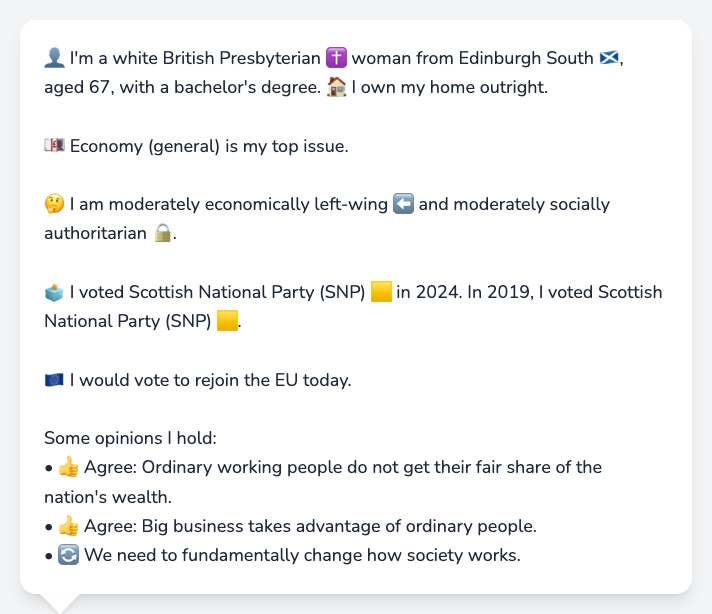 👤 I'm a white British Presbyterian ✝️ woman from Edinburgh South 🏴󠁧󠁢󠁳󠁣󠁴󠁿,
aged 67, with a bachelor's degree. 🏠 I own my home outright.
💷 Economy (general) is my top issue.
🤔 I am moderately economically left-wing ⬅️ and moderately socially
authoritarian 🔒.
🗳️ I voted Scottish National Party (SNP) 🟨 in 2024. In 2019, I voted Scottish
National Party (SNP) 🟨.
🇪🇺 I would vote to rejoin the EU today.
Some opinions I hold:
• 👍 Agree: Ordinary working people do not get their fair share of the
nation's wealth.
• 👍 Agree: Big business takes advantage of ordinary people.
• 🔄 We need to fundamentally change how society works.